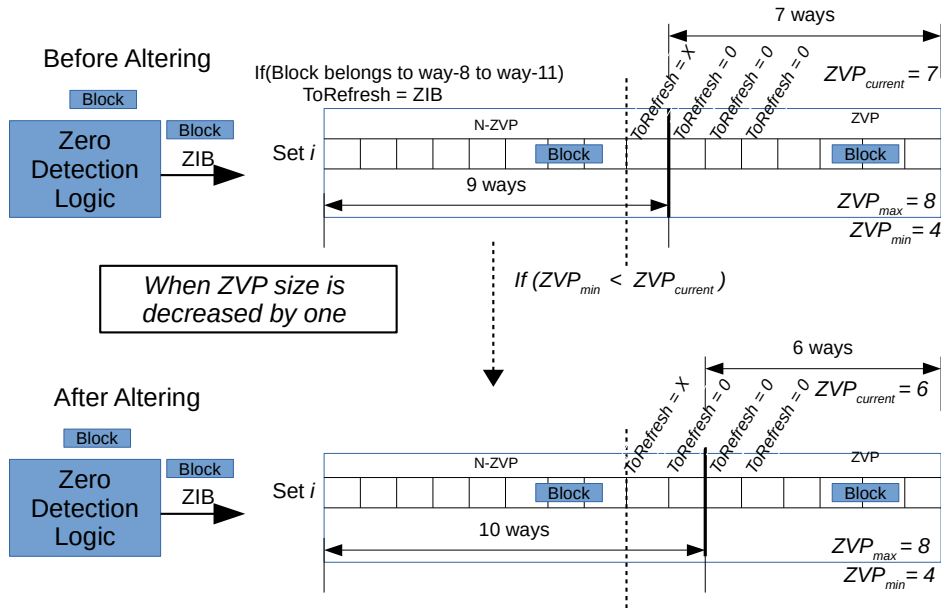 7 ways
Before Altering
If(Block belongs to way-8 to way-11)
ToRefresh = ZIB
ToRefresh = X
ToRefresh = 0
ToRefresh = 0
ToRefresh = 0
ZVPcurrent = 7
Block
Zero
Detection
Logic
Block
ZIB
Set i
N-ZVP
ZVP
Block
Block
9 ways
ZVPmax = 8
ZVPmin = 4
When ZVP size is
decreased by one
If (ZVPmin < ZVPcurrent )
6 ways
After Altering
ToRefresh = X
ToRefresh = 0
ToRefresh = 0
ToRefresh = 0
ZVPcurrent = 6
Block
Zero
Detection
Logic
Block
ZIB
Set i
N-ZVP
ZVP
Block
Block
10 ways
ZVPmax = 8
ZVPmin = 4